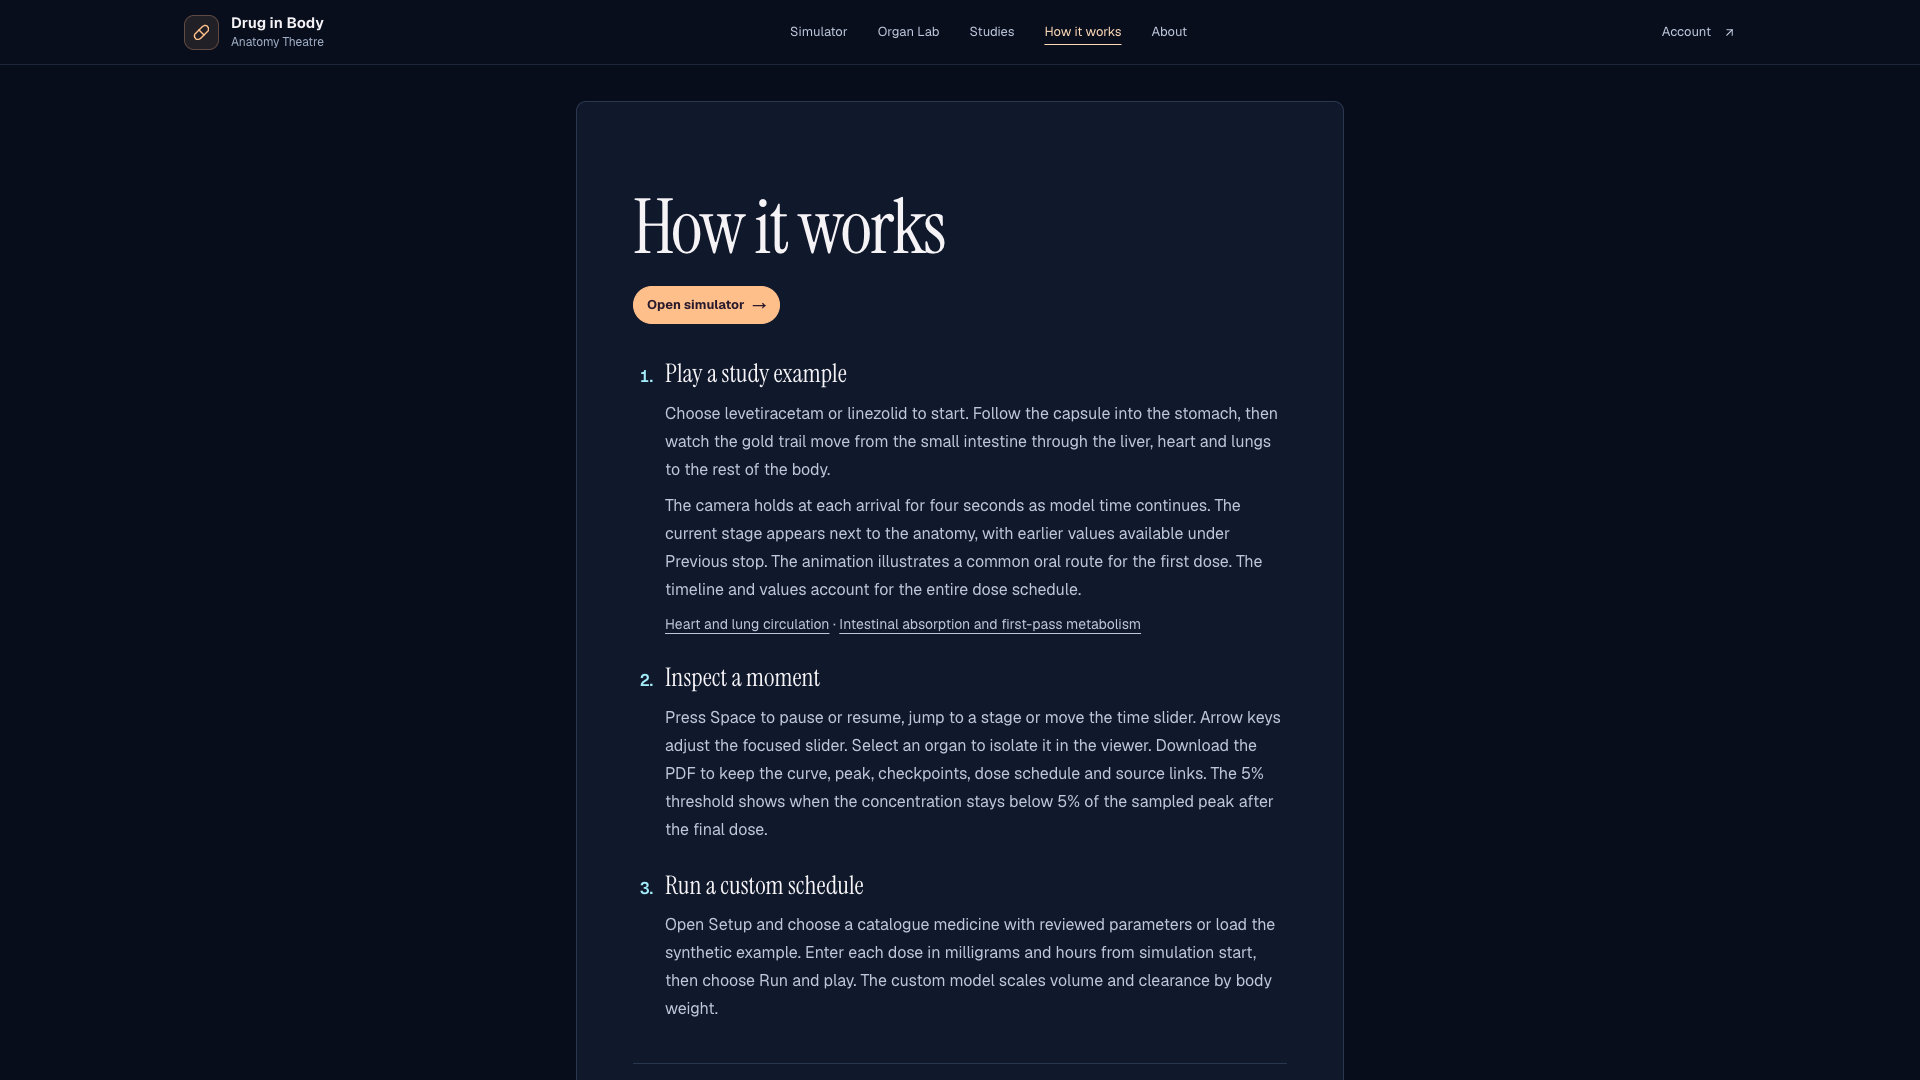 Drug in Body
Anatomy Theatre
Simulator
Organ Lab
Studies
How it works
About
Account
How it works
Open simulator →
1. Play a study example
Choose levetiracetam or linezolid to start. Follow the capsule into the stomach, then
watch the gold trail move from the small intestine through the liver, heart and lungs
to the rest of the body.
The camera holds at each arrival for four seconds as model time continues. The
current stage appears next to the anatomy, with earlier values available under
Previous stop. The animation illustrates a common oral route for the first dose. The
timeline and values account for the entire dose schedule.
Heart and lung circulation · Intestinal absorption and first-pass metabolism
2. Inspect a moment
Press Space to pause or resume, jump to a stage or move the time slider. Arrow keys
adjust the focused slider. Select an organ to isolate it in the viewer. Download the
PDF to keep the curve, peak, checkpoints, dose schedule and source links. The 5%
threshold shows when the concentration stays below 5% of the sampled peak after
the final dose.
3. Run a custom schedule
Open Setup and choose a catalogue medicine with reviewed parameters or load the
synthetic example. Enter each dose in milligrams and hours from simulation start,
then choose Run and play. The custom model scales volume and clearance by body
weight.